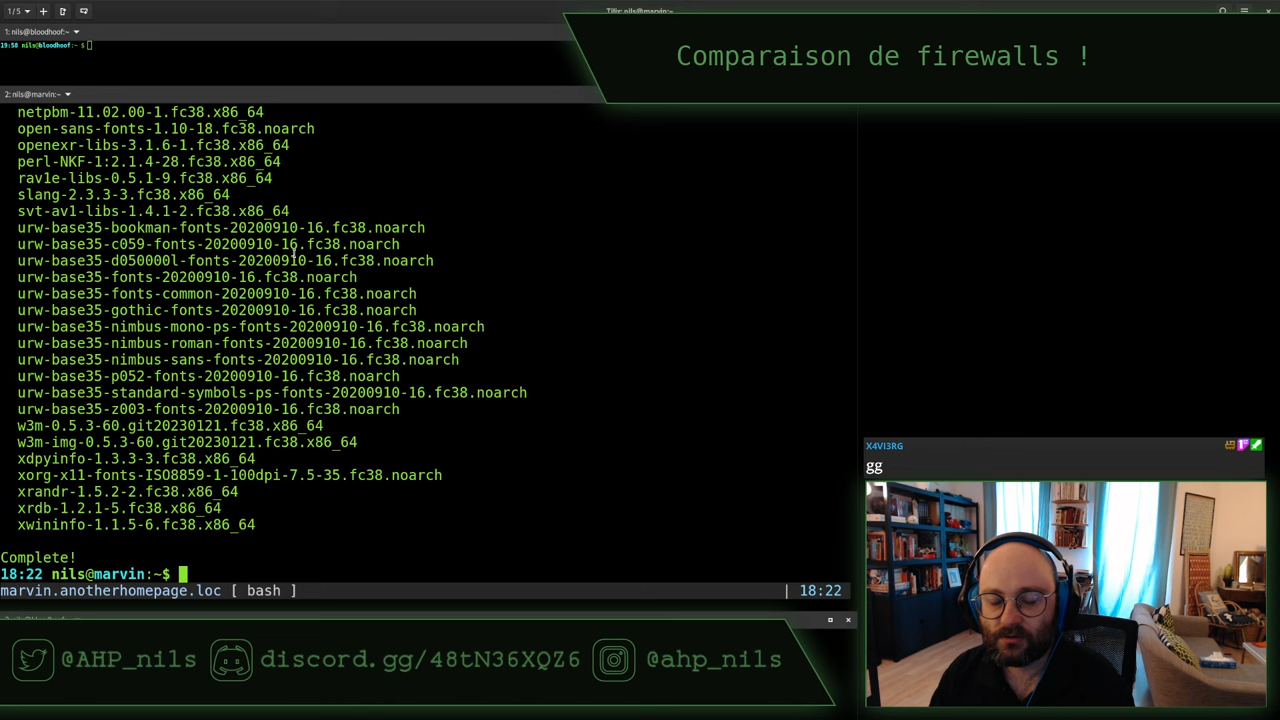 1/5
Tilix: nils@marvin:~
1: nils@bloodhoof:~
19:58 nils@bloodhoof:~ $
Comparaison de firewalls !
2: nils@marvin:~
netpbm-11.02.00-1.fc38.x86_64
open-sans-fonts-1.10-18.fc38.noarch
openexr-libs-3.1.6-1.fc38.x86_64
perl-NKF-1:2.1.4-28.fc38.x86_64
rav1e-libs-0.5.1-9.fc38.x86_64
slang-2.3.3-3.fc38.x86_64
svt-av1-libs-1.4.1-2.fc38.x86_64
urw-base35-bookman-fonts-20200910-16.fc38.noarch
urw-base35-c059-fonts-20200910-16.fc38.noarch
urw-base35-d050000l-fonts-20200910-16.fc38.noarch
urw-base35-fonts-20200910-16.fc38.noarch
urw-base35-fonts-common-20200910-16.fc38.noarch
urw-base35-gothic-fonts-20200910-16.fc38.noarch
urw-base35-nimbus-mono-ps-fonts-20200910-16.fc38.noarch
urw-base35-nimbus-roman-fonts-20200910-16.fc38.noarch
urw-base35-nimbus-sans-fonts-20200910-16.fc38.noarch
urw-base35-p052-fonts-20200910-16.fc38.noarch
urw-base35-standard-symbols-ps-fonts-20200910-16.fc38.noarch
urw-base35-z003-fonts-20200910-16.fc38.noarch
w3m-0.5.3-60.git20230121.fc38.x86_64
w3m-img-0.5.3-60.git20230121.fc38.x86_64
xdpyinfo-1.3.3-3.fc38.x86_64
xorg-x11-fonts-ISO8859-1-100dpi-7.5-35.fc38.noarch
xrandr-1.5.2-2.fc38.x86_64
xrdb-1.2.1-5.fc38.x86_64
xwininfo-1.1.5-6.fc38.x86_64
Complete!
18:22 nils@marvin:~$
marvin.anotherhomepage.loc [ bash ] | 18:22
X4VI3RG
gg
@AHP_nils discord.gg/48tN36XQZ6 @ahp_nils